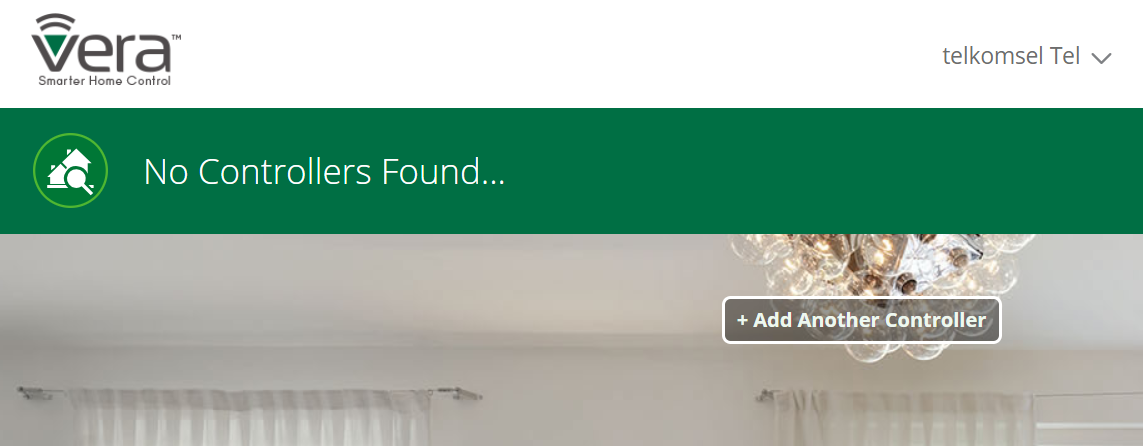 vera™
Smarter Home Control
telkomsel Tel
No Controllers Found...
+ Add Another Controller